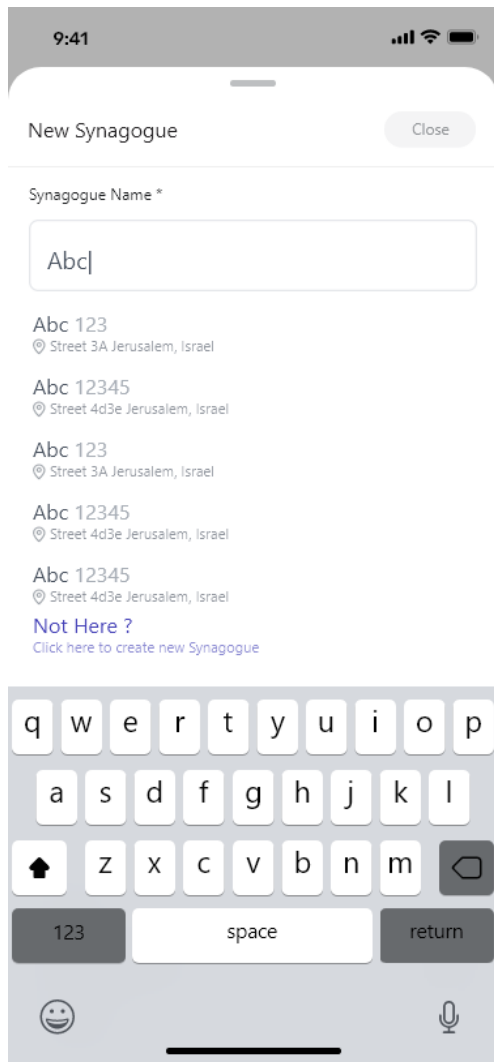 9:41
New Synagogue
Close
Synagogue Name *
Abc
Abc 123
Street 3A Jerusalem, Israel
Abc 12345
Street 4d3e Jerusalem, Israel
Abc 123
Street 3A Jerusalem, Israel
Abc 12345
Street 4d3e Jerusalem, Israel
Abc 12345
Street 4d3e Jerusalem, Israel
Not Here ?
Click here to create new Synagogue
q w e r t y u i o p
a s d f g h j k l
z x c v b n m
123 space return